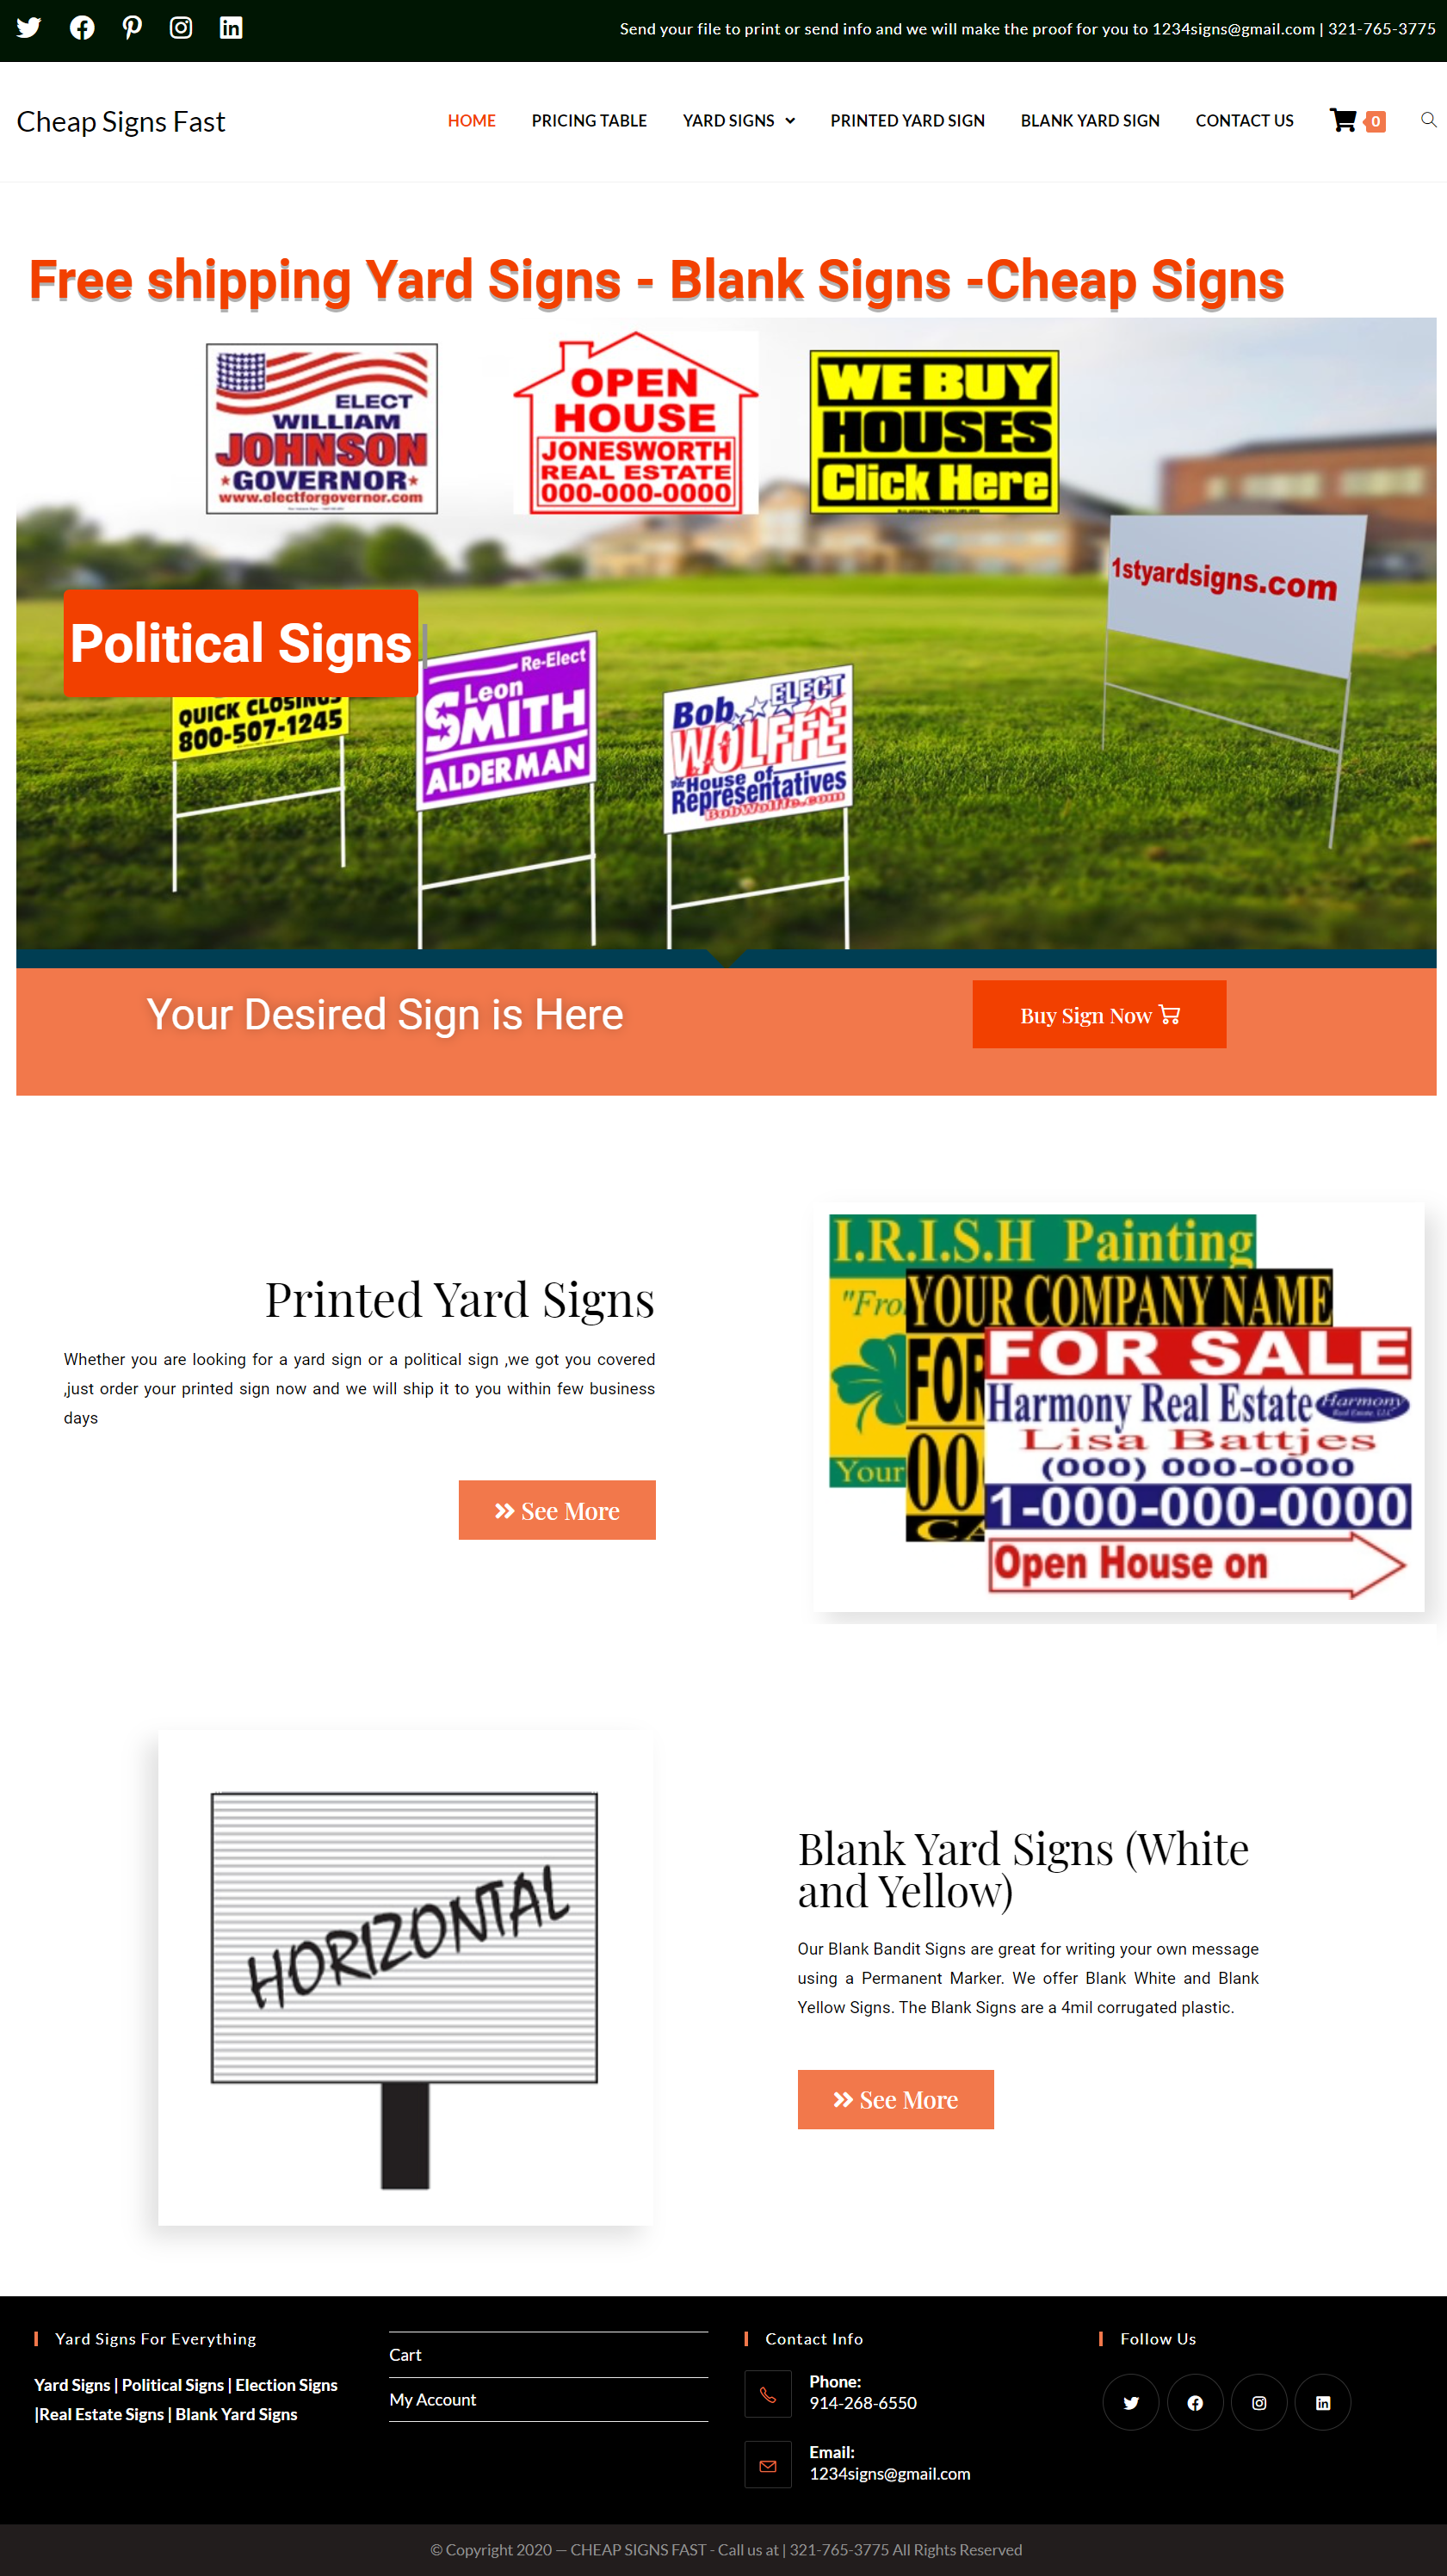 Send your file to print or send info and we will make the proof for you to 1234signs@gmail.com | 321-765-3775
Cheap Signs Fast
HOME
PRICING TABLE
YARD SIGNS
PRINTED YARD SIGN
BLANK YARD SIGN
CONTACT US
0
Free shipping Yard Signs - Blank Signs -Cheap Signs
ELECT
WILLIAM
JOHNSON
GOVERNOR
www.electforgovernor.com
OPEN
HOUSE
JONESWORTH
REAL ESTATE
000-000-0000
WE BUY
HOUSES
Click Here
1styardsigns.com
Political Signs
QUICK CLOSINGS
800-507-1245
Re-Elect
Leon
SMITH
ALDERMAN
Bob ELECT
WOLFFE
House of
Representatives
BobWolffe.com
Your Desired Sign is Here
Buy Sign Now
Printed Yard Signs
Whether you are looking for a yard sign or a political sign ,we got you covered
,just order your printed sign now and we will ship it to you within few business
days
See More
I.R.I.S.H Painting
"Fro
Your
YOUR COMPANY NAME
FOR
00
CA
FOR SALE
Harmony Real Estate
Harmony
Lisa Battjes
(000) 000-0000
1-000-000-0000
Open House on
HORIZONTAL
Blank Yard Signs (White
and Yellow)
Our Blank Bandit Signs are great for writing your own message
using a Permanent Marker. We offer Blank White and Blank
Yellow Signs. The Blank Signs are a 4mil corrugated plastic.
See More
Yard Signs For Everything
Yard Signs | Political Signs | Election Signs
|Real Estate Signs | Blank Yard Signs
Cart
My Account
Contact Info
Phone:
914-268-6550
Email:
1234signs@gmail.com
Follow Us
© Copyright 2020 — CHEAP SIGNS FAST - Call us at | 321-765-3775 All Rights Reserved